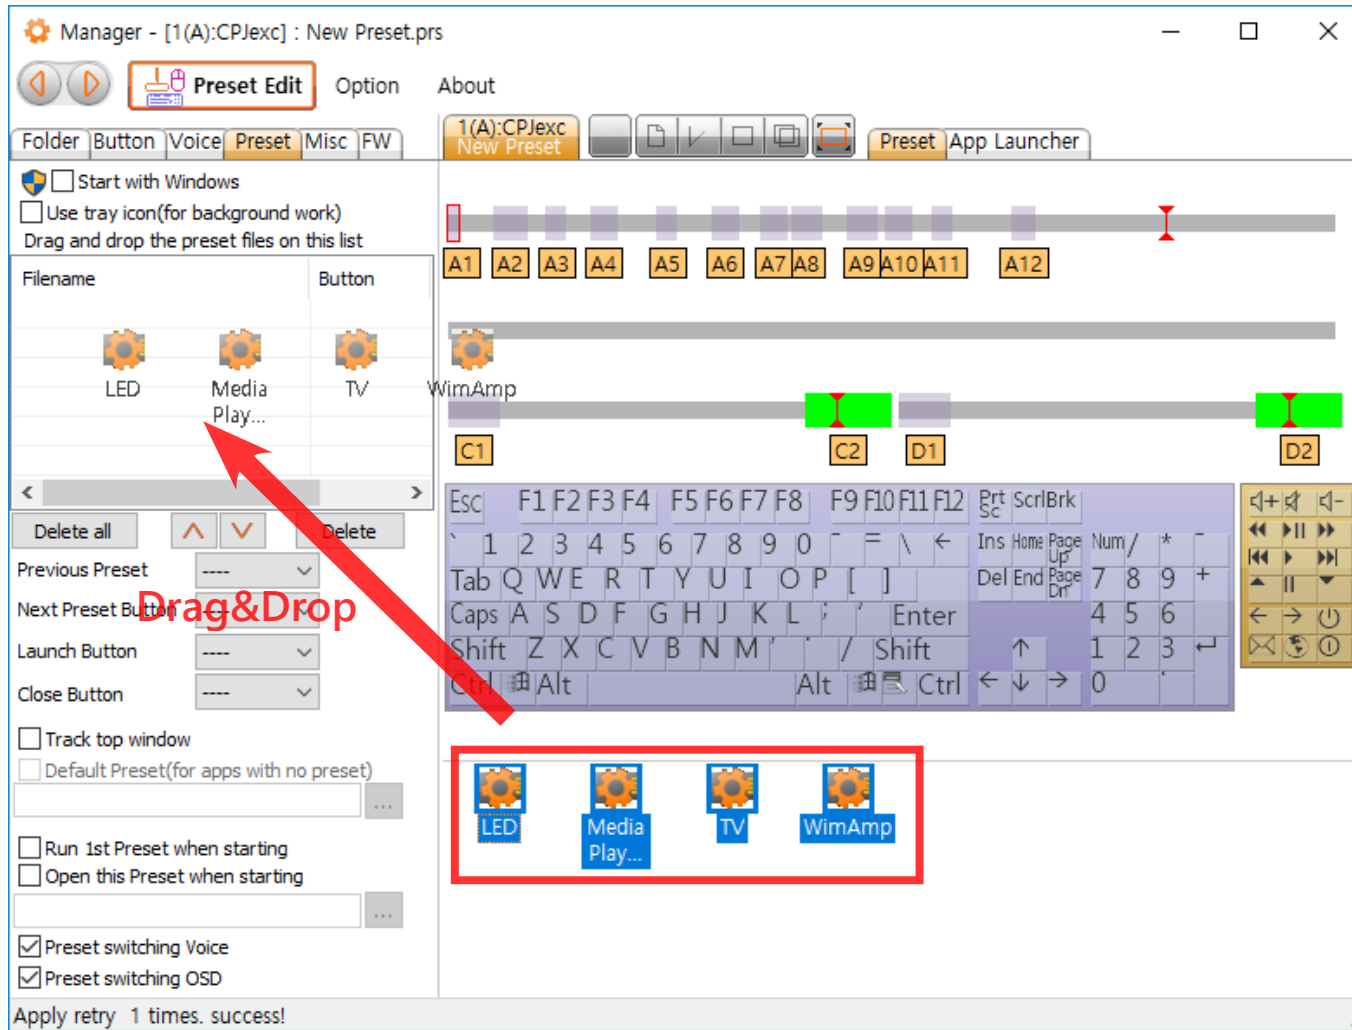 Manager - [1(A):CPJexc] : New Preset.prs
Preset Edit Option About
Folder Button Voice Preset Misc FW
1(A):CPJexc
New Preset
Preset App Launcher
Start with Windows
Use tray icon(for background work)
Drag and drop the preset files on this list
Filename Button
LED Media Play... TV WimAmp
A1 A2 A3 A4 A5 A6 A7 A8 A9 A10 A11 A12
C1 C2 D1 D2
Delete all Delete
Previous Preset ----
Next Preset Button ----
Drag&Drop
Launch Button ----
Close Button ----
Track top window
Default Preset(for apps with no preset)
...
Run 1st Preset when starting
Open this Preset when starting
...
Preset switching Voice
Preset switching OSD
Esc F1 F2 F3 F4 F5 F6 F7 F8 F9 F10 F11 F12 Prt Sc Scrl Brk
` 1 2 3 4 5 6 7 8 9 0 - = \ ← Ins Home Page Up Num / * -
Tab Q W E R T Y U I O P [ ] Del End Page Dn 7 8 9 +
Caps A S D F G H J K L ; ' Enter 4 5 6
Shift Z X C V B N M , . / Shift ↑ 1 2 3 ↵
Ctrl Alt Alt Ctrl ← ↓ → 0 .
LED Media Play... TV WimAmp
Apply retry 1 times. success!